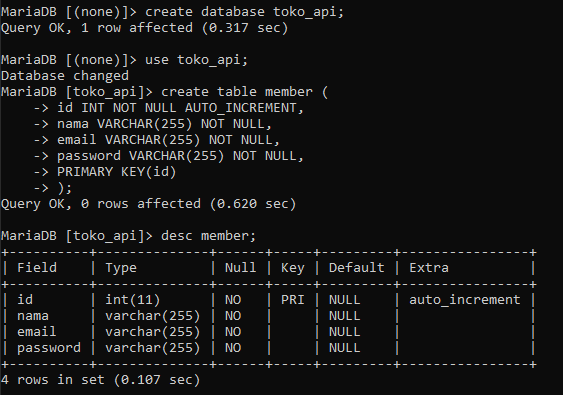 MariaDB [(none)]> create database toko_api;
Query OK, 1 row affected (0.317 sec)
MariaDB [(none)]> use toko_api;
Database changed
MariaDB [toko_api]> create table member (
    -> id INT NOT NULL AUTO_INCREMENT,
    -> nama VARCHAR(255) NOT NULL,
    -> email VARCHAR(255) NOT NULL,
    -> password VARCHAR(255) NOT NULL,
    -> PRIMARY KEY(id)
    -> );
Query OK, 0 rows affected (0.620 sec)
MariaDB [toko_api]> desc member;
+----------+--------------+------+-----+---------+----------------+
| Field    | Type         | Null | Key | Default | Extra          |
+----------+--------------+------+-----+---------+----------------+
| id       | int(11)      | NO   | PRI | NULL    | auto_increment |
| nama     | varchar(255) | NO   |     | NULL    |                |
| email    | varchar(255) | NO   |     | NULL    |                |
| password | varchar(255) | NO   |     | NULL    |                |
+----------+--------------+------+-----+---------+----------------+
4 rows in set (0.107 sec)